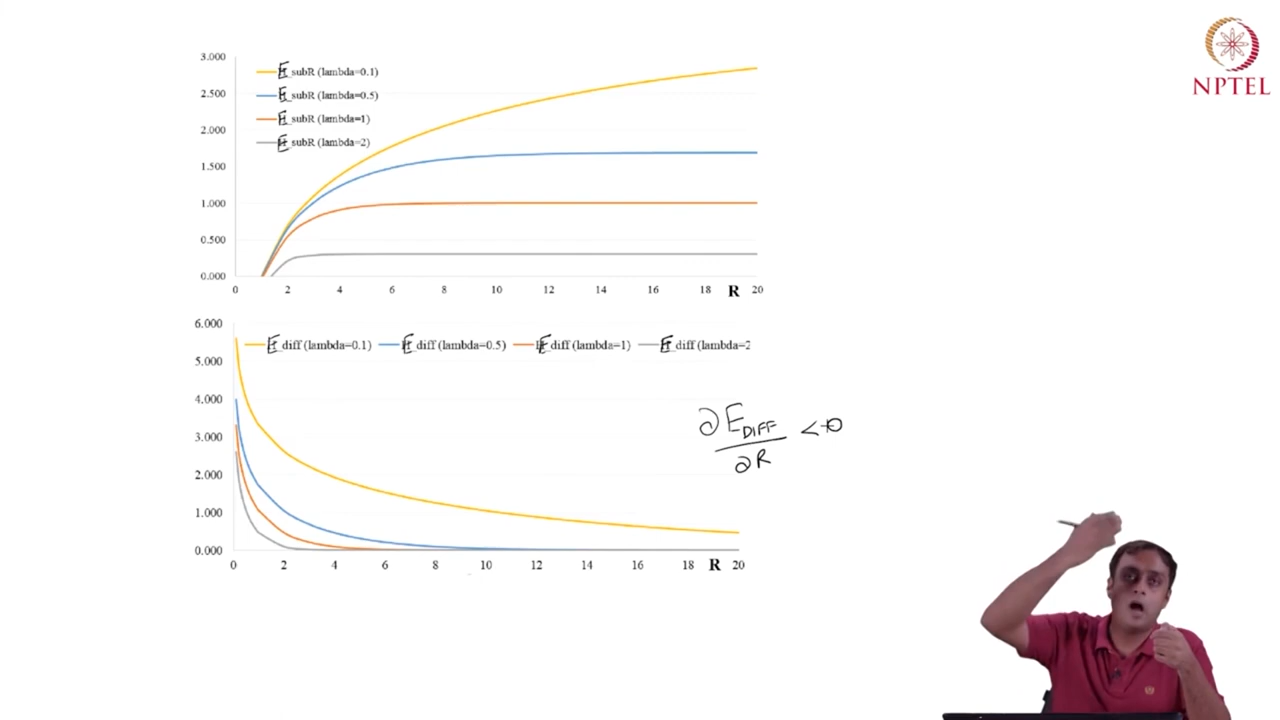 NPTEL
3.000
E_subR (lambda=0.1)
2.500
E_subR (lambda=0.5)
E_subR (lambda=1)
2.000
E_subR (lambda=2)
1.500
1.000
0.500
0.000
0 2 4 6 8 10 12 14 16 18 R 20
6.000
E_diff (lambda=0.1) E_diff (lambda=0.5) E_diff (lambda=1) E_diff (lambda=2
5.000
4.000
3.000
2.000
1.000
0.000
0 2 4 6 8 10 12 14 16 18 R 20
∂E_DIFF
∂R
< 0